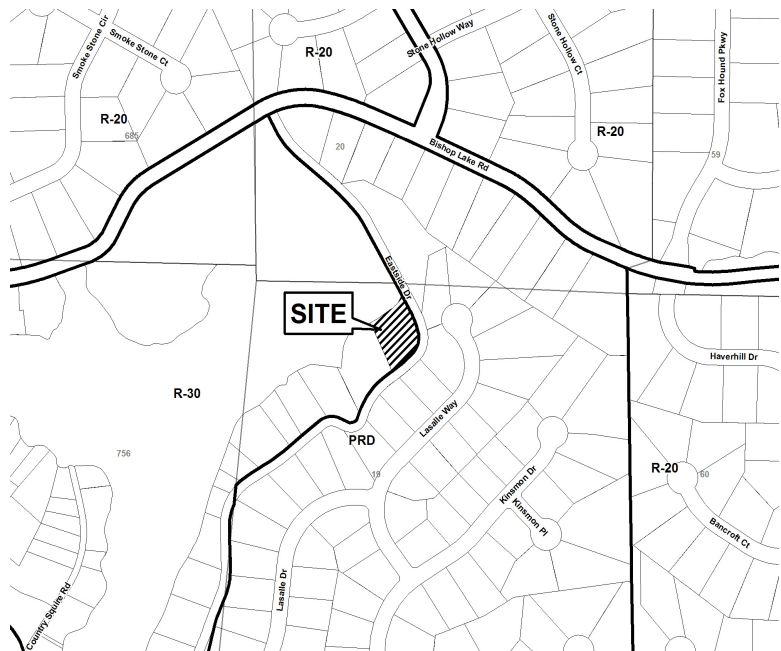 Smoke Stone Cir
Smoke Stone Ct
R-20
Stone Hollow Way
Stone Hollow Ct
Fox Hound Pkwy
R-20
685
20
R-20
Bishop Lake Rd
59
Eastside Dr
SITE
Haverhill Dr
R-30
Lasalle Way
PRD
756
19
Kinsmon Dr
R-20
60
Kinsmon Pl
Bancroft Ct
Lasalle Dr
Country Squire Rd